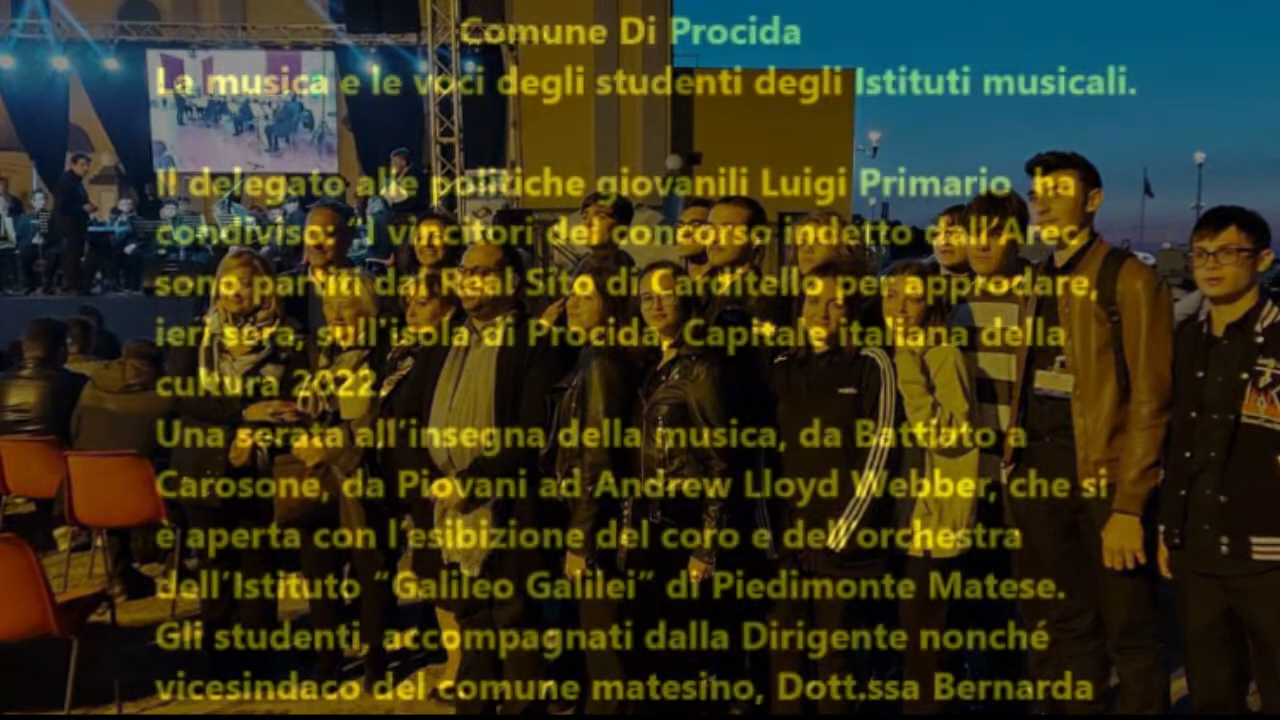 Comune Di Procida
La musica e le voci degli studenti degli Istituti musicali.
Il delegato alle politiche giovanili Luigi Primario, ha
condiviso: “I vincitori del concorso indetto dall’Arec
sono partiti dal Real Sito di Carditello per approdare,
ieri sera, sull’isola di Procida, Capitale italiana della
cultura 2022.
Una serata all’insegna della musica, da Battiato a
Carosone, da Piovani ad Andrew Lloyd Webber, che si
e aperta con l’esibizione del coro e dell’orchestra
dell’Istituto “Galileo Galilei” di Piedimonte Matese.
Gli studenti, accompagnati dalla Dirigente nonché
vicesindaco del comune matesino, Dott.ssa Bernarda